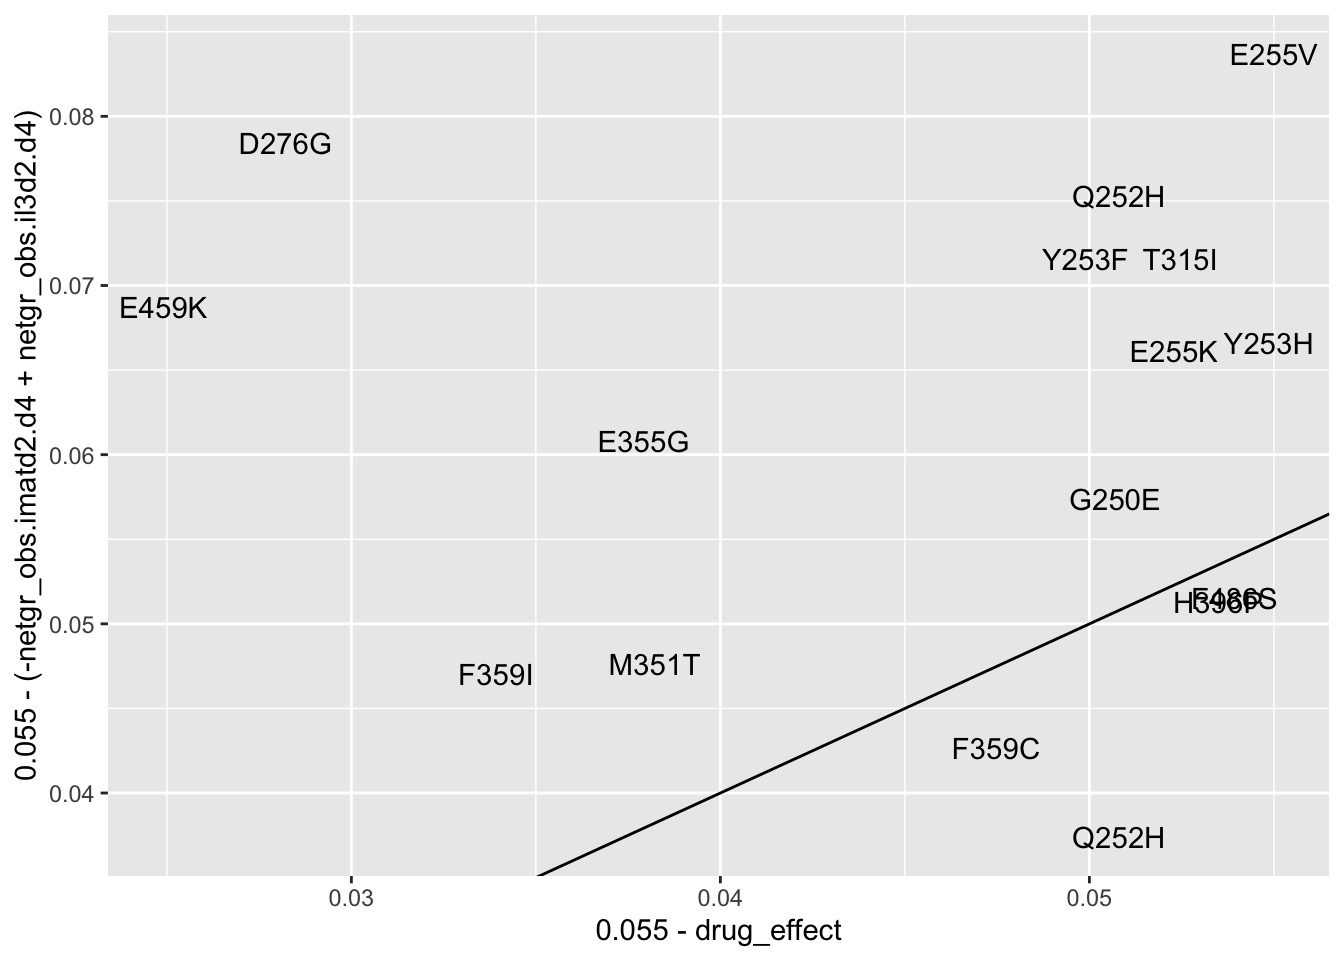 E255V
0.08
D276G
Q252H
Y253F T315I
0.07
E459K
E255K Y253H
E355G
0.06
G250E
F486S
H396P
0.05
F359I M351T
F359C
0.04
Q252H
0.03 0.04 0.05
0.055 - drug_effect
0.055 - (-netgr_obs.imatd2.d4 + netgr_obs.il3d2.d4)